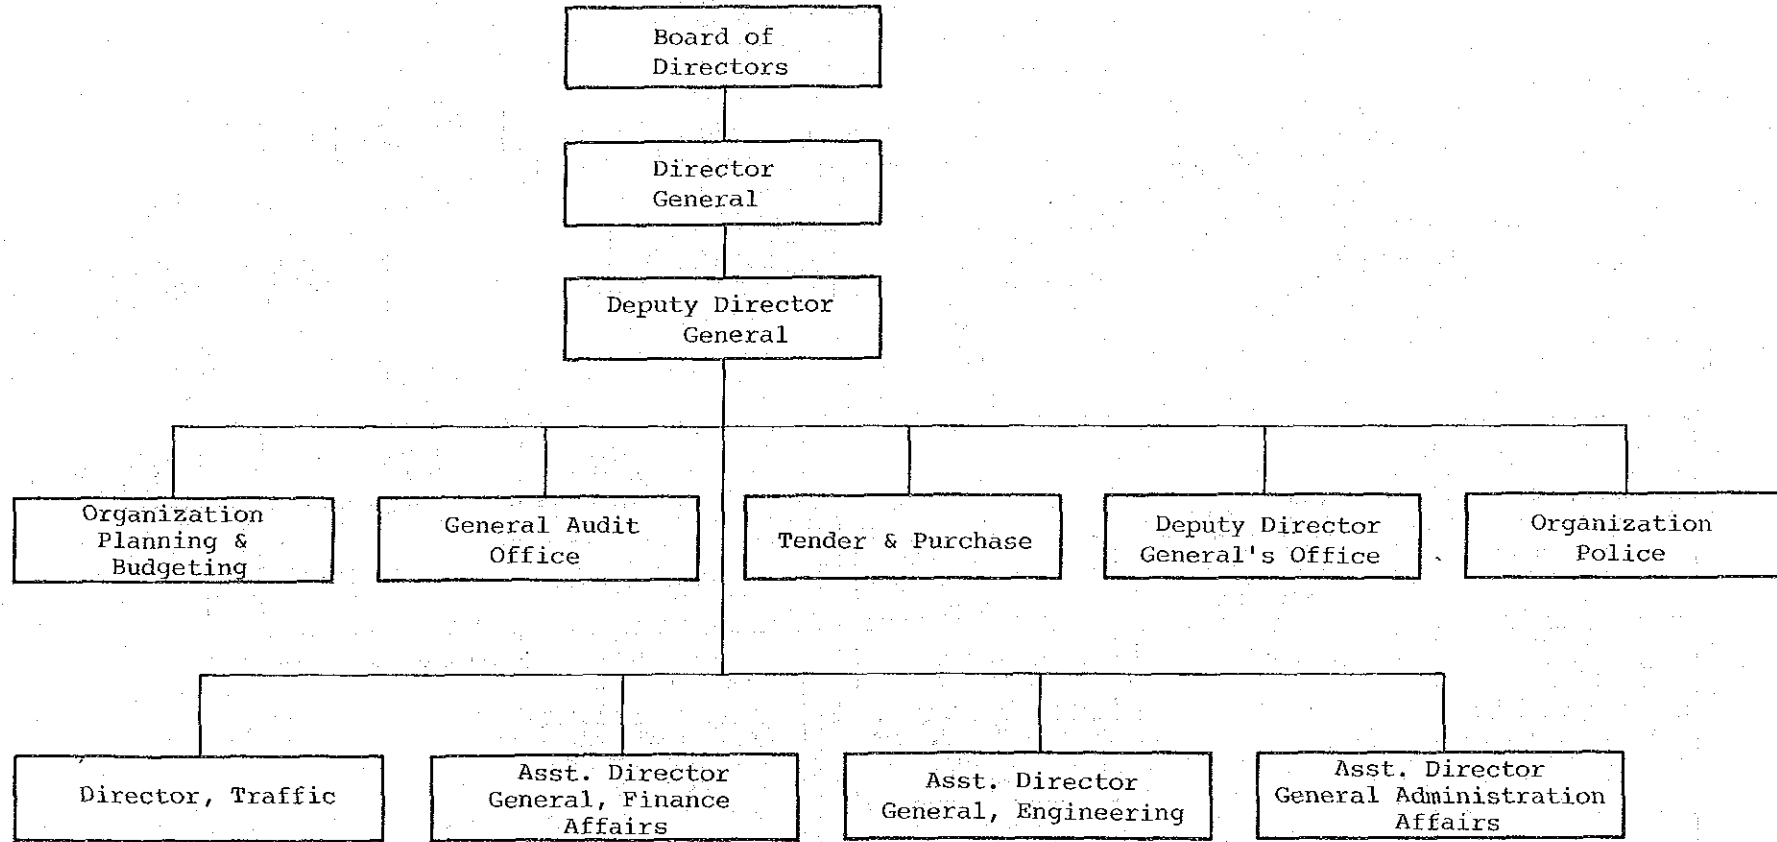 Board of
Directors
Director
General
Deputy Director
General
Organization
Planning &
Budgeting
General Audit
Office
Tender & Purchase
Deputy Director
General's Office
Organization
Police
Director, Traffic
Asst. Director
General, Finance
Affairs
Asst. Director
General, Engineering
Asst. Director
General Administration
Affairs